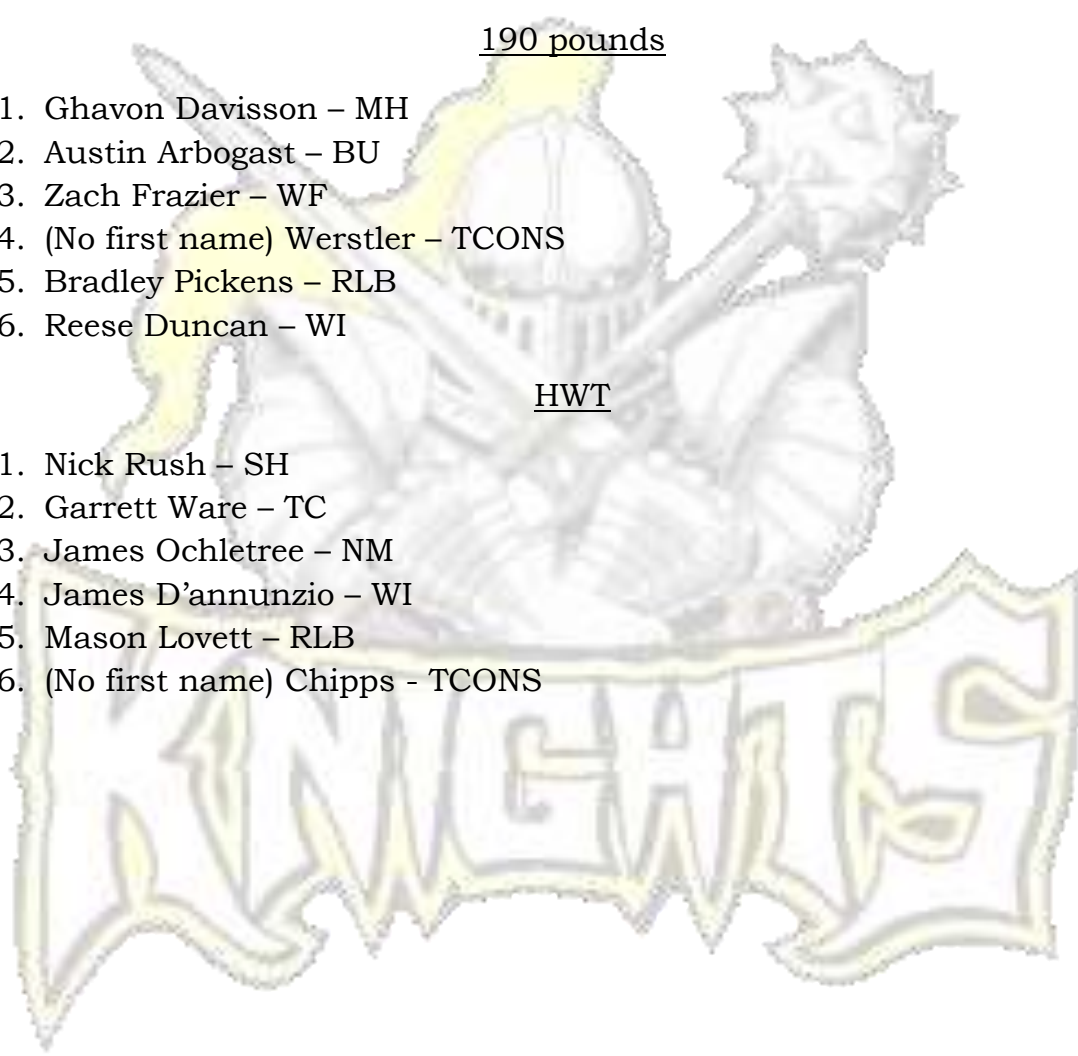 190 pounds
1. Ghavon Davisson – MH
2. Austin Arbogast – BU
3. Zach Frazier – WF
4. (No first name) Werstler – TCONS
5. Bradley Pickens – RLB
6. Reese Duncan – WI
HWT
1. Nick Rush – SH
2. Garrett Ware – TC
3. James Ochletree – NM
4. James D’annunzio – WI
5. Mason Lovett – RLB
6. (No first name) Chipps - TCONS
KNIGHTS